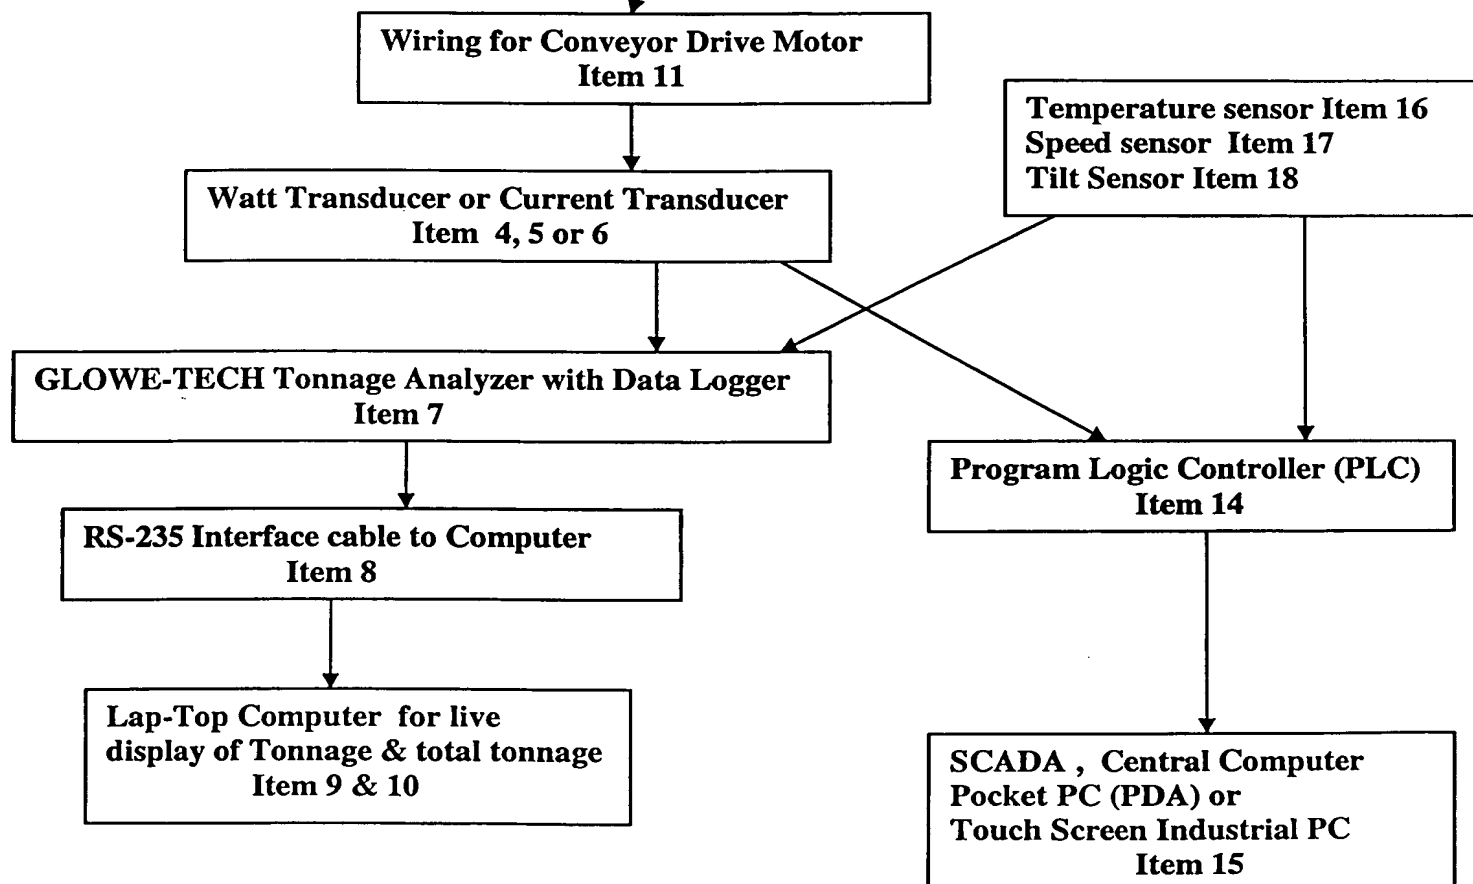 Wiring for Conveyor Drive Motor
Item 11
Temperature sensor Item 16
Speed sensor Item 17
Tilt Sensor Item 18
Watt Transducer or Current Transducer
Item 4, 5 or 6
GLOWE-TECH Tonnage Analyzer with Data Logger
Item 7
Program Logic Controller (PLC)
Item 14
RS-235 Interface cable to Computer
Item 8
Lap-Top Computer for live
display of Tonnage & total tonnage
Item 9 & 10
SCADA , Central Computer
Pocket PC (PDA) or
Touch Screen Industrial PC
Item 15